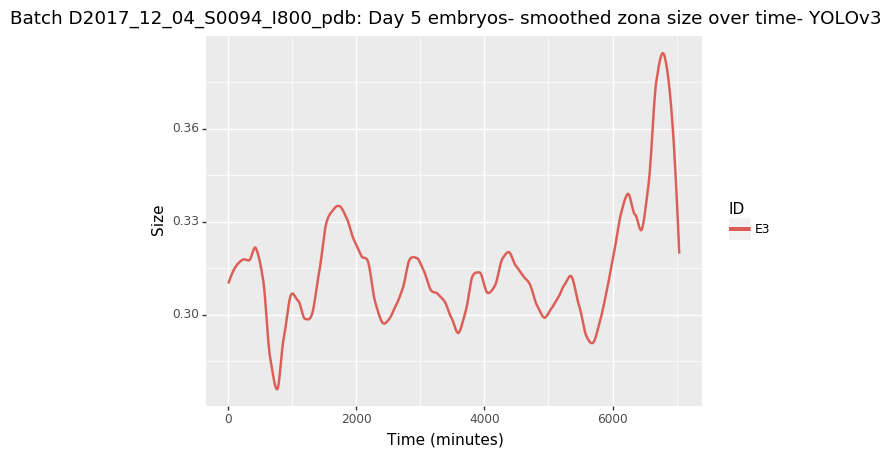 Batch D2017_12_04_S0094_I800_pdb: Day 5 embryos- smoothed zona size over time- YOLOv3
0.36
0.33
0.30
Size
0
2000
4000
6000
Time (minutes)
ID
E3